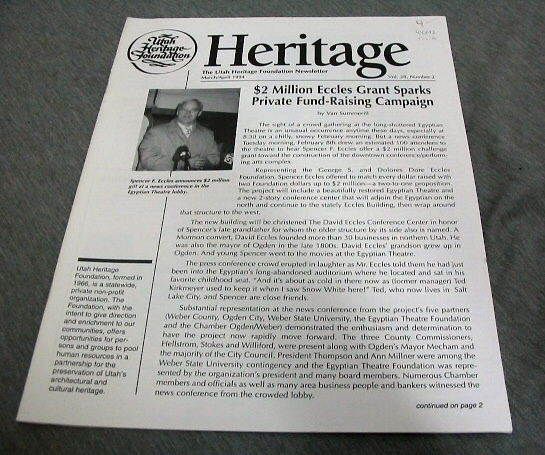 4-
The
Utah
Heritage
Foundation
Heritage
The Utah Heritage Foundation Newsletter
March/April 1994
Vol. 28, Number 2
$2 Million Eccles Grant Sparks
Private Fund-Raising Campaign
by Van Summerill
Spencer F. Eccles announces $2 million
gift at a news conference in the
Egyptian Theatre lobby.
The sight of a crowd gathering at the long-shuttered Egyptian
Theatre is an unusual occurrence anytime these days, especially at
8:30 on a chilly, snowy, February morning. But a news conference
Tuesday morning, February 8th drew an estimated 100 attendees to
the theatre to hear Spencer F. Eccles offer a $2 million challenge
grant toward the construction of the downtown conference/perform-
ing arts complex.
Representing the George S. and Dolores Dore Eccles
Foundation, Spencer Eccles offered to match every dollar raised with
two Foundation dollars up to $2 million—a two-to-one proposition.
The project will include a beautifully restored Egyptian Theatre and
a new 2-story conference center that will adjoin the Egyptian on the
north and continue to the stately Eccles Building, then wrap around
that structure to the west.
The new building will be christened The David Eccles Conference Center in honor
of Spencer's late grandfather for whom the older structure by its side also is named. A
Mormon convert, David Eccles founded more than 30 businesses in northern Utah. He
was also the mayor of Ogden in the late 1800s. David Eccles' grandson grew up in
Ogden. And young Spencer went to the movies at the Egyptian Theatre.
The press conference crowd erupted in laughter as Mr. Eccles told them he had just
been into the Egyptian's long-abandoned auditorium where he located and sat in his
favorite childhood seat. "And it's about as cold in there now as (former manager) Ted
Kirkmeyer used to keep it when I saw Snow White here!" Ted, who now lives in Salt
Lake City, and Spencer are close friends.
Substantial representation at the news conference from the project's five partners
(Weber County, Ogden City, Weber State University, the Egyptian Theatre Foundation
and the Chamber Ogden/Weber) demonstrated the enthusiasm and determination to
have the project now rapidly move forward. The three County Commissioners,
Hellstrom, Stokes and Williford, were present along with Ogden's Mayor Mecham and
the majority of the City Council. President Thompson and Ann Millner were among the
Weber State University contingency and the Egyptian Theatre Foundation was repre-
sented by the organization's president and many board members. Numerous Chamber
members and officials as well as many area business people and bankers witnessed the
news conference from the crowded lobby.
continued on page 2
Utah Heritage
Foundation, formed in
1966, is a statewide,
private non-profit
organization. The
Foundation, with the
intent to give direction
and enrichment to our
communities, offers
opportunities for per-
sons and groups to pool
human resources in a
partnership for the
preservation of Utah's
architectural and
cultural heritage.